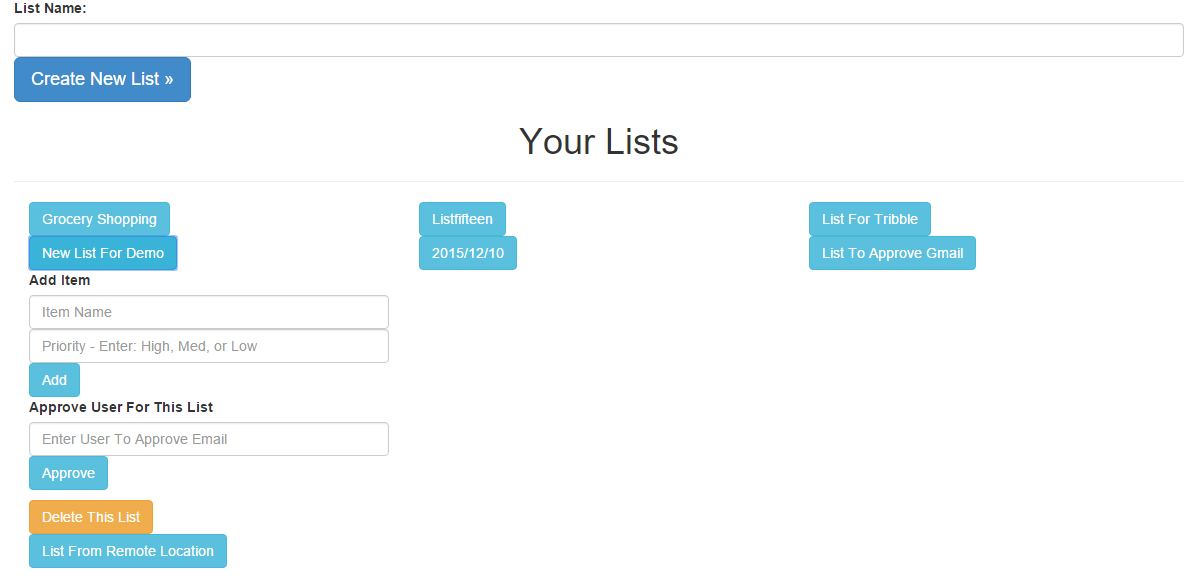 List Name:
Create New List »
Your Lists
Grocery Shopping
Listfifteen
List For Tribble
New List For Demo
2015/12/10
List To Approve Gmail
Add Item
Item Name
Priority - Enter: High, Med, or Low
Add
Approve User For This List
Enter User To Approve Email
Approve
Delete This List
List From Remote Location